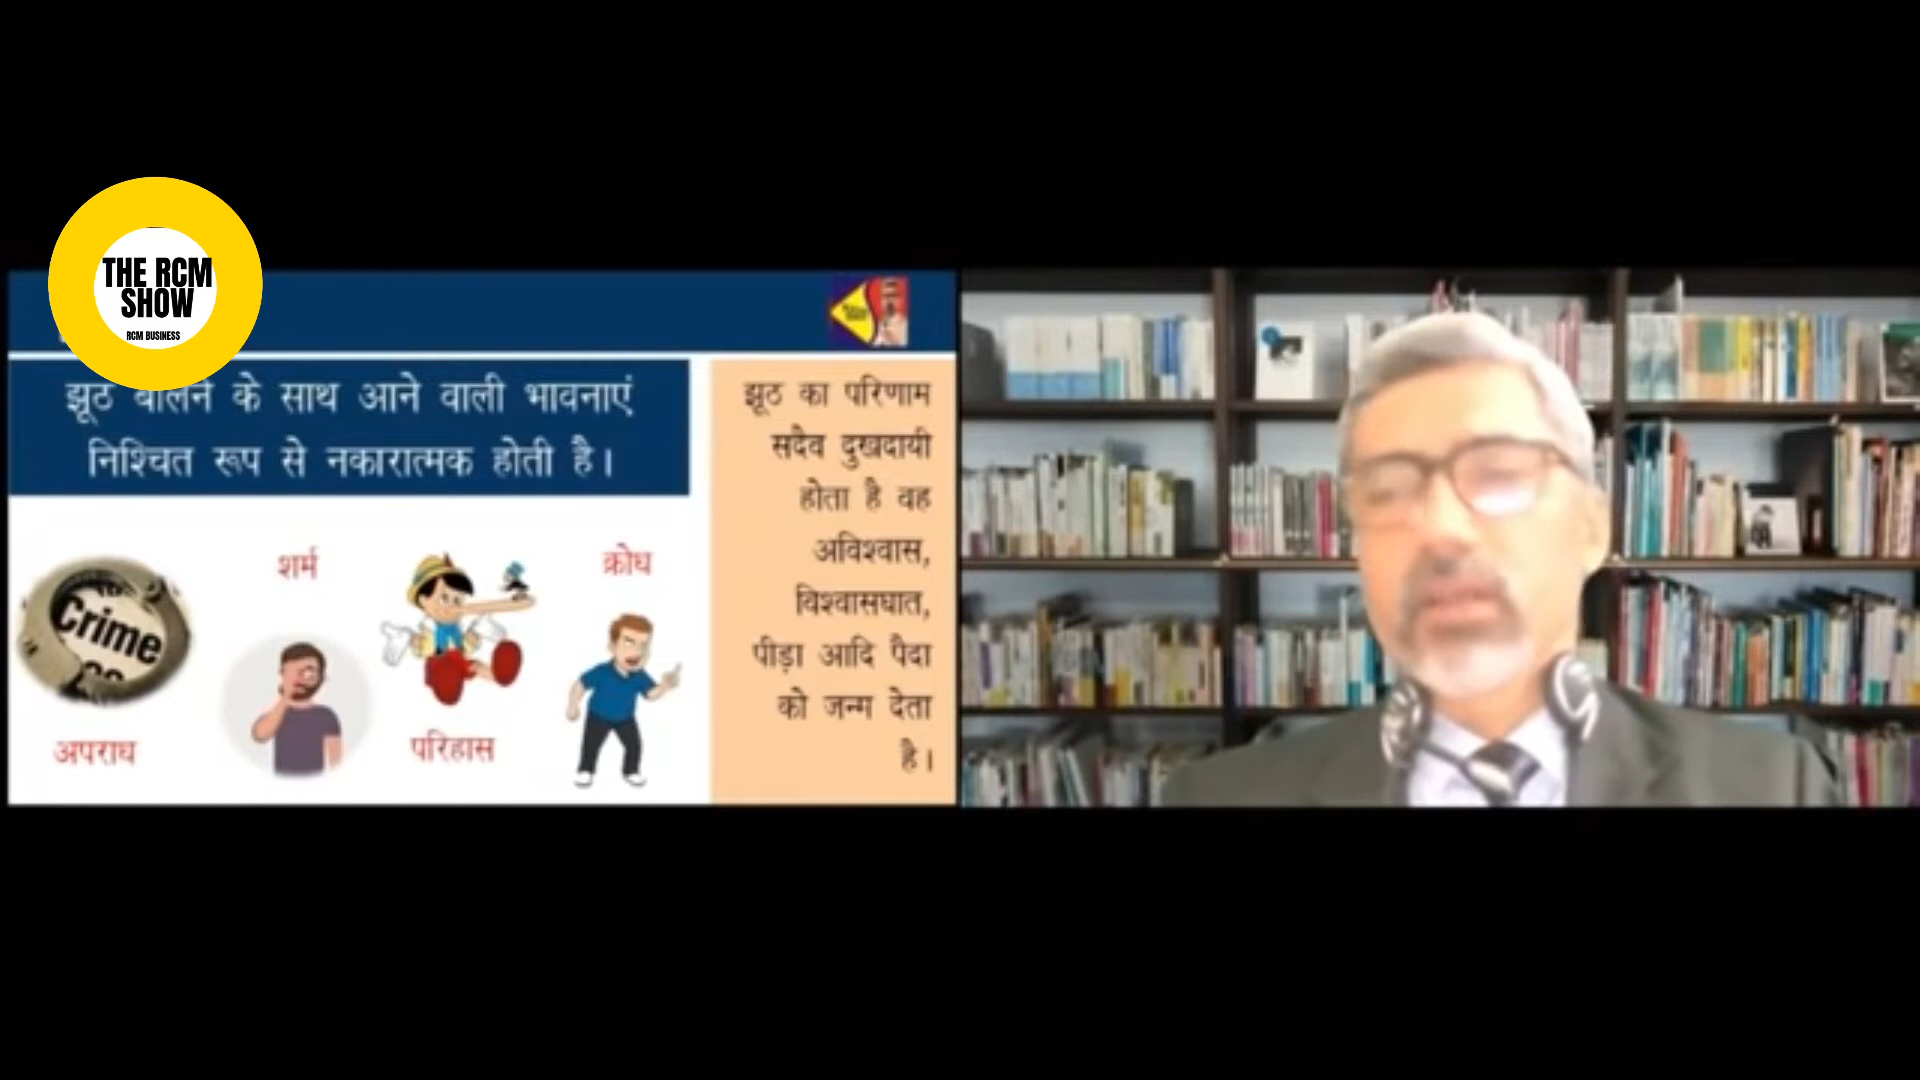 THE RCM
SHOW
RCM BUSINESS
झूठ बोलने के साथ आने वाली भावनाएं
निश्चित रूप से नकारात्मक होती है।
झूठ का परिणाम
सदैव दुखदायी
होता है वह
अविश्वास,
विश्वासघात,
पीड़ा आदि पैदा
को जन्म देता
है।
शर्म
क्रोध
Crime
अपराध
परिहास